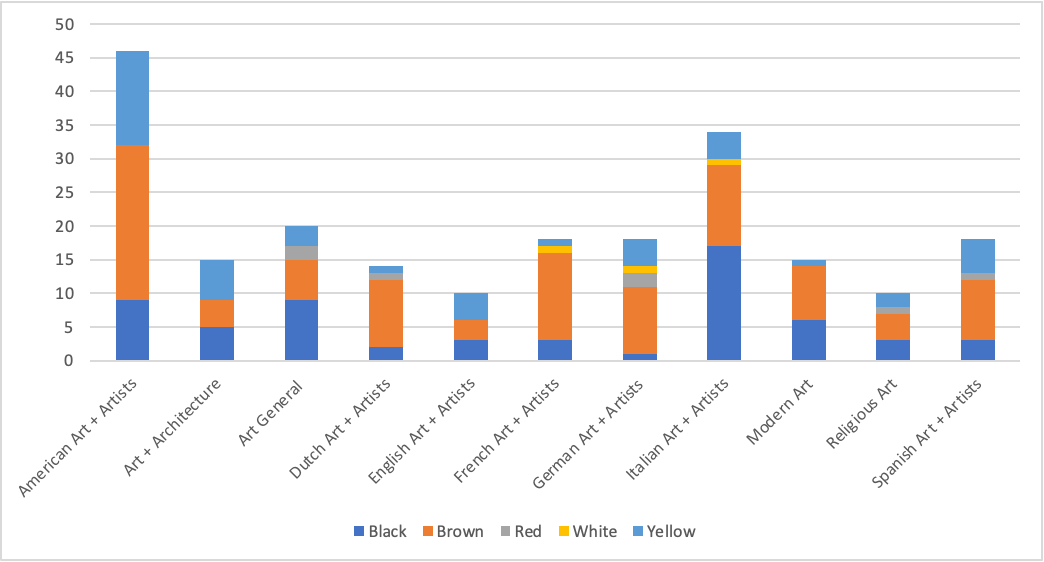 50
45
40
35
30
25
20
15
10
5
0
American Art + Artists
Art + Architecture
Art General
Dutch Art + Artists
English Art + Artists
French Art + Artists
German Art + Artists
Italian Art + Artists
Modern Art
Religious Art
Spanish Art + Artists
Black Brown Red White Yellow